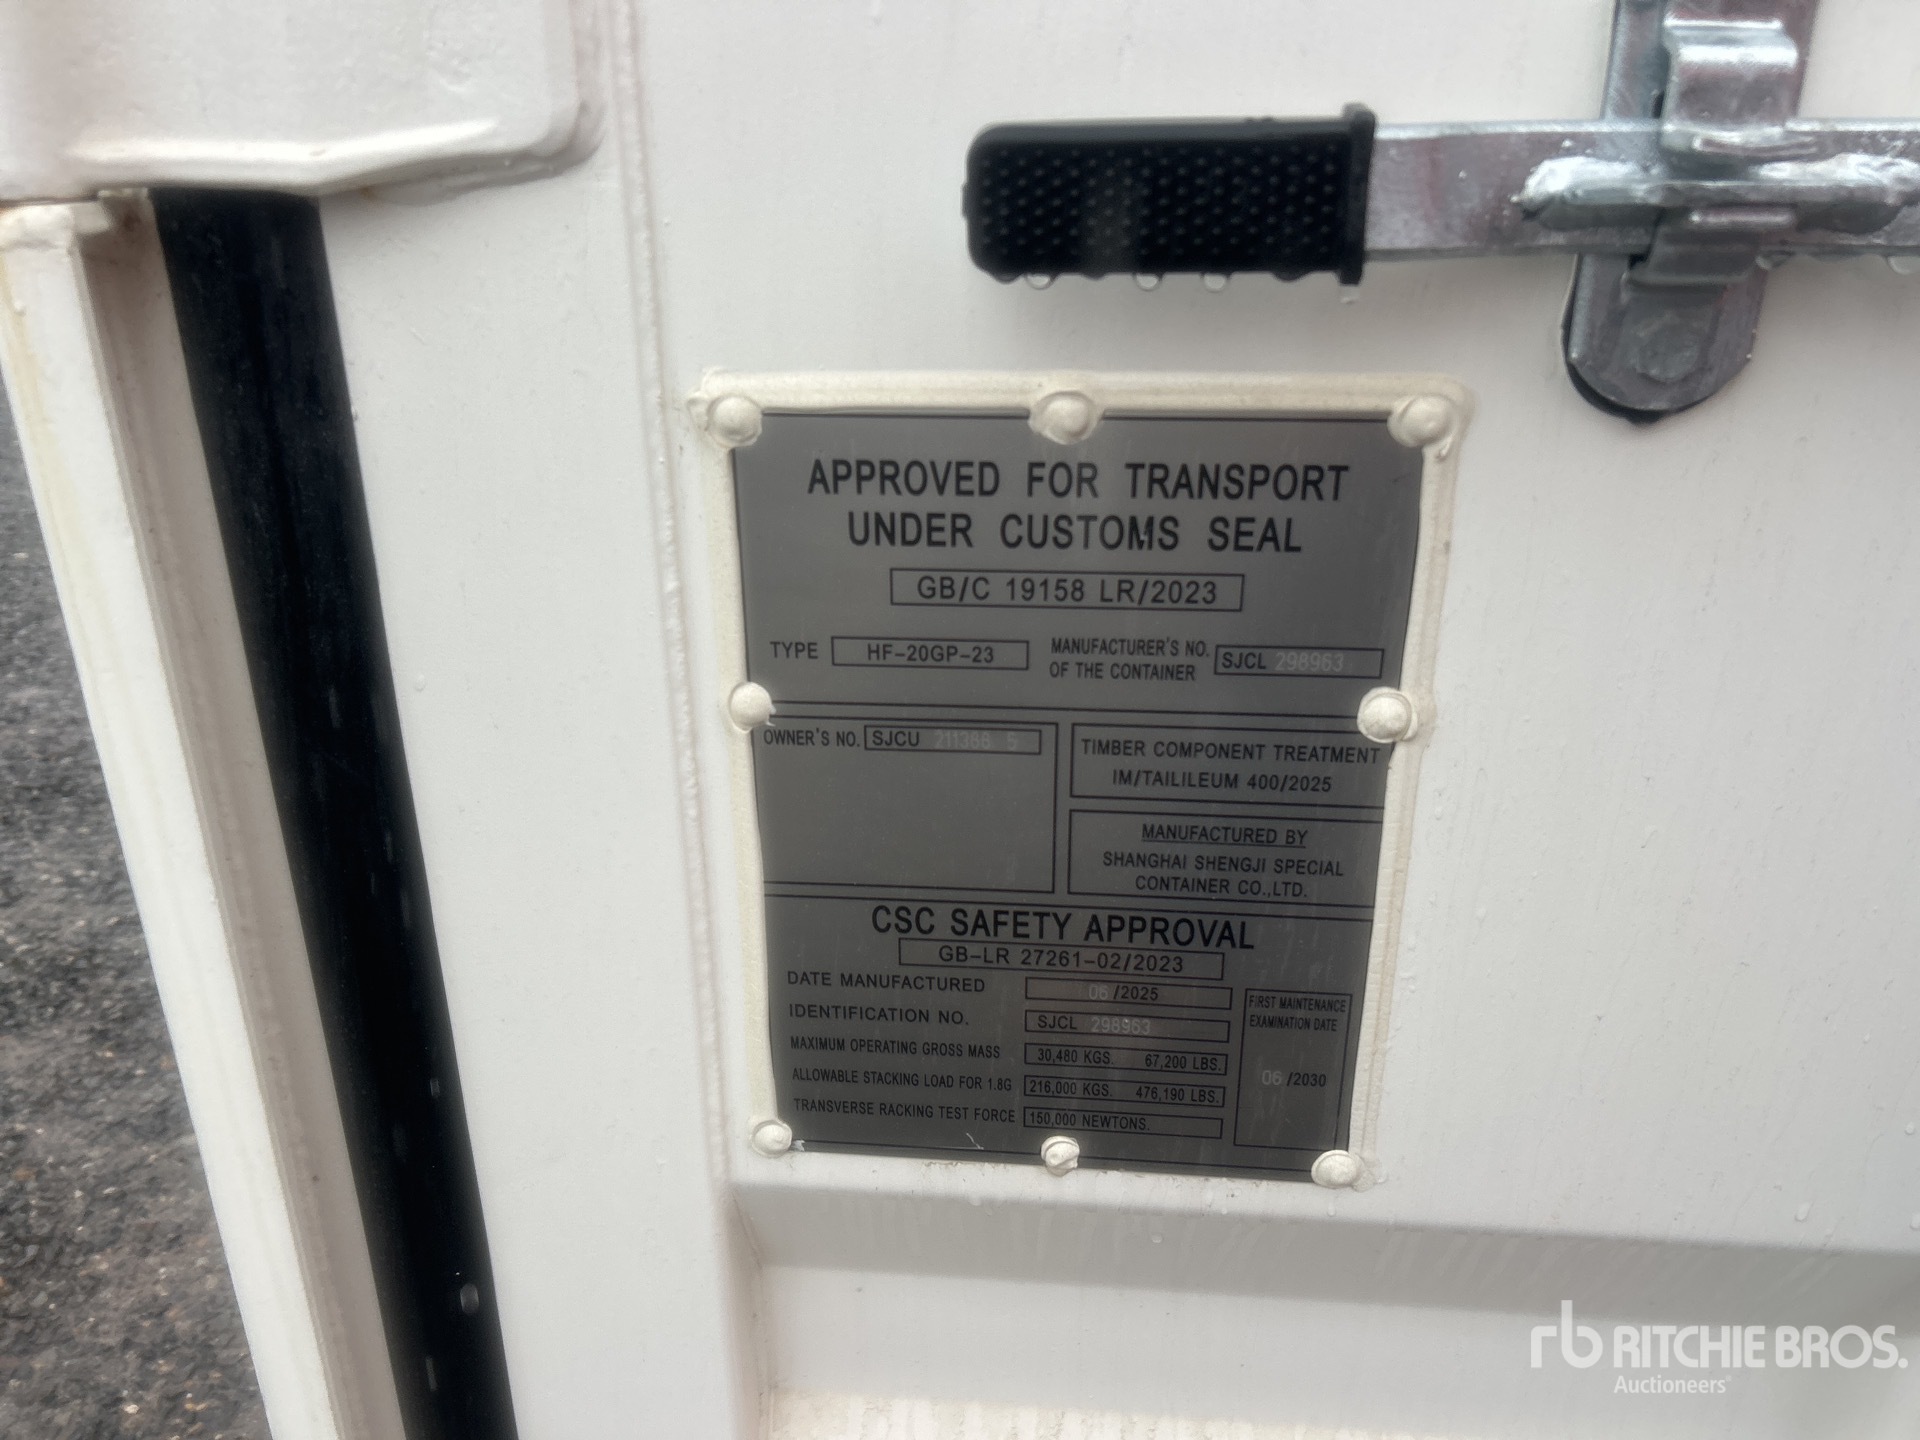 APPROVED FOR TRANSPORT
UNDER CUSTOMS SEAL
GB/C 19158 LR/2023
TYPE HF-20GP-23
MANUFACTURER'S NO.
OF THE CONTAINER
SJCL 298963
OWNER'S NO. SJCU 211388 5
TIMBER COMPONENT TREATMENT
IM/TAILILEUM 400/2025
MANUFACTURED BY
SHANGHAI SHENGJI SPECIAL
CONTAINER CO.,LTD.
CSC SAFETY APPROVAL
GB-LR 27261-02/2023
DATE MANUFACTURED 06/2025
IDENTIFICATION NO. SJCL 298963
MAXIMUM OPERATING GROSS MASS 30,480 KGS. 67,200 LBS.
ALLOWABLE STACKING LOAD FOR 1.8G 216,000 KGS. 476,190 LBS.
TRANSVERSE RACKING TEST FORCE 150,000 NEWTONS.
FIRST MAINTENANCE
EXAMINATION DATE
06/2030
rb RITCHIE BROS.
Auctioneers